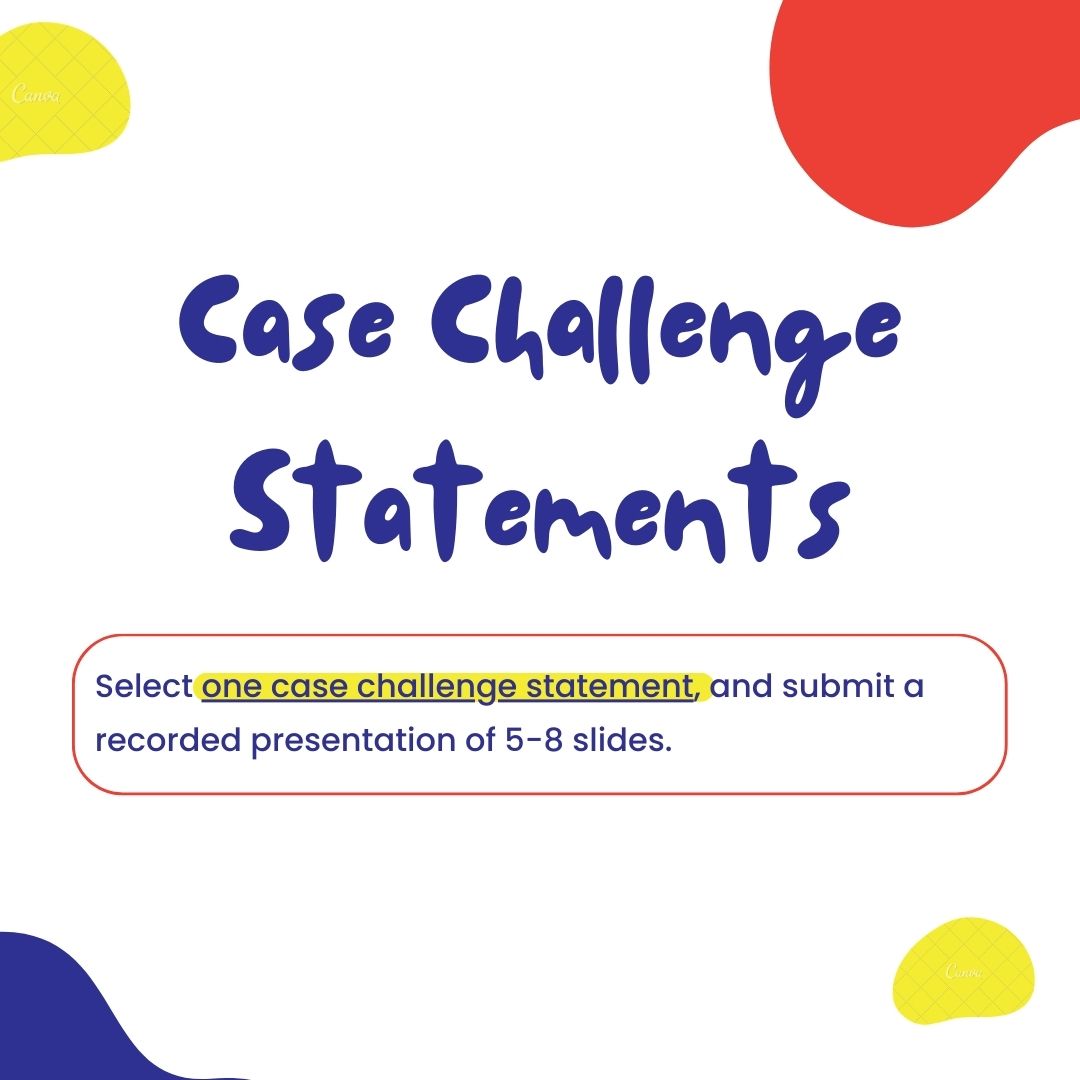 Canva
Case Challenge
Statements
Select one case challenge statement, and submit a
recorded presentation of 5-8 slides.
Canva